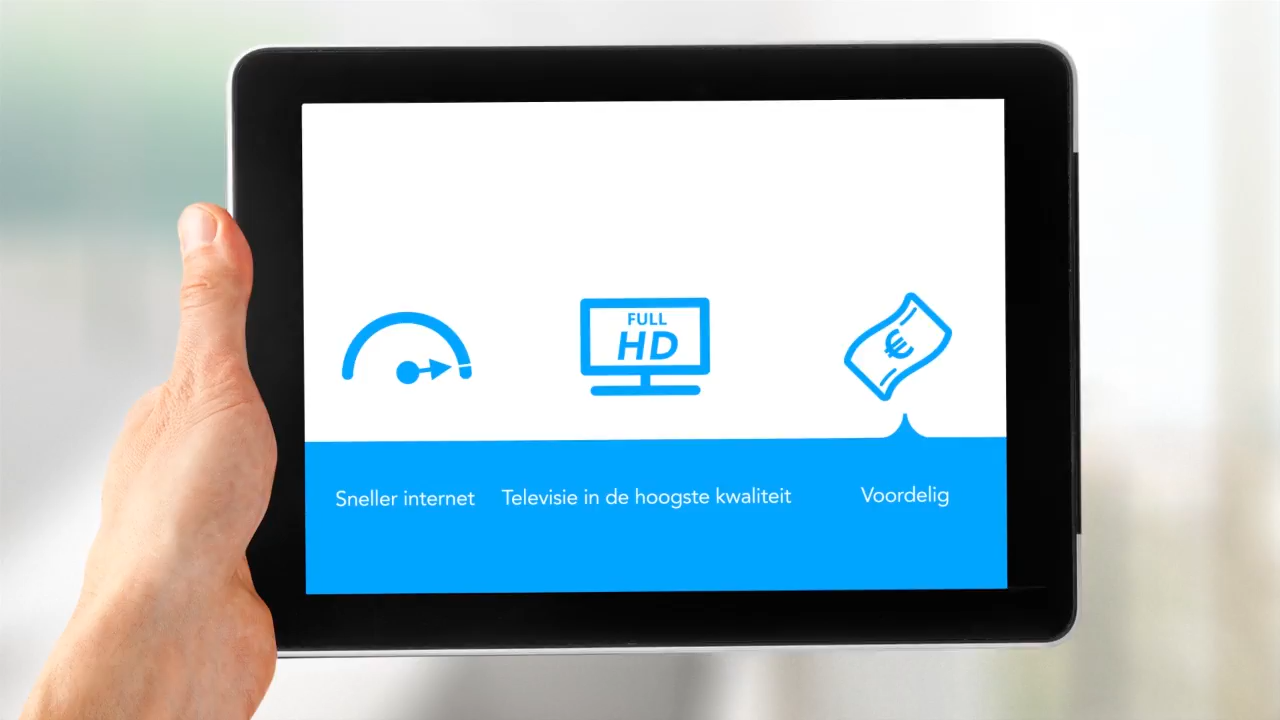 FULL
HD
€
Sneller internet
Televisie in de hoogste kwaliteit
Voordelig